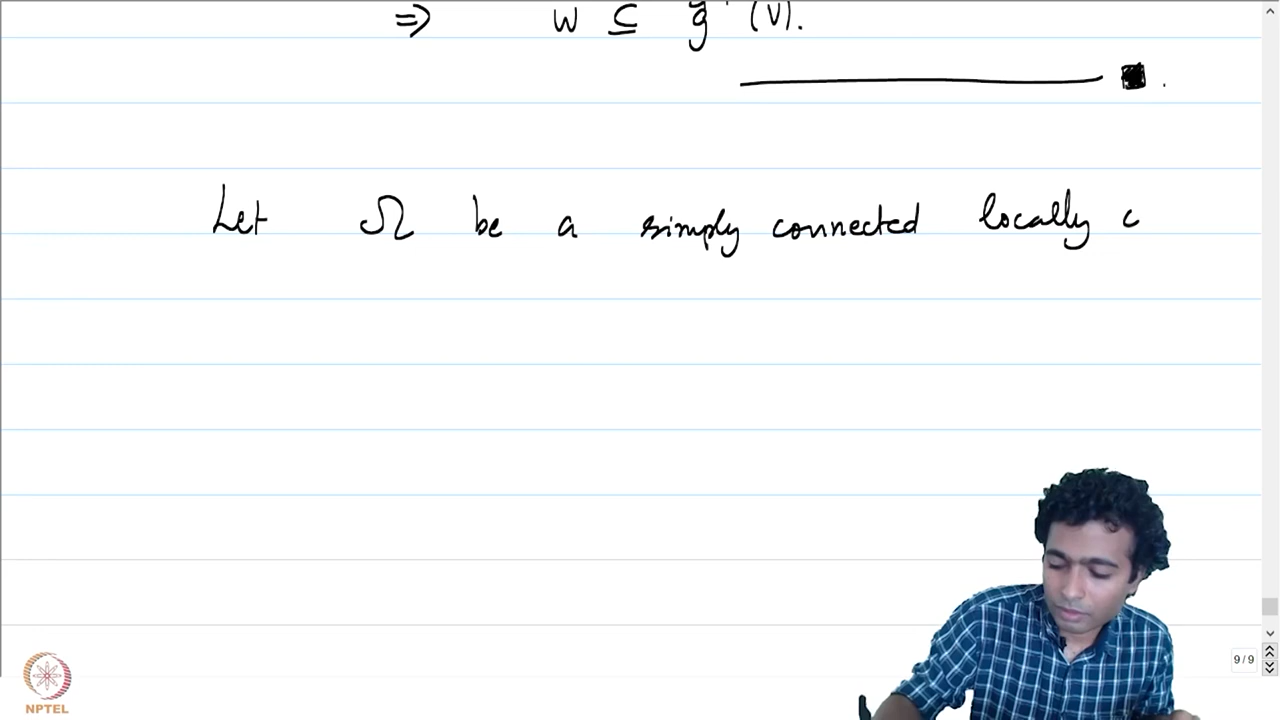 ⇒ W ⊆ g⁻¹ (V).
Let Ω be a simply connected locally c
9 / 9
NPTEL